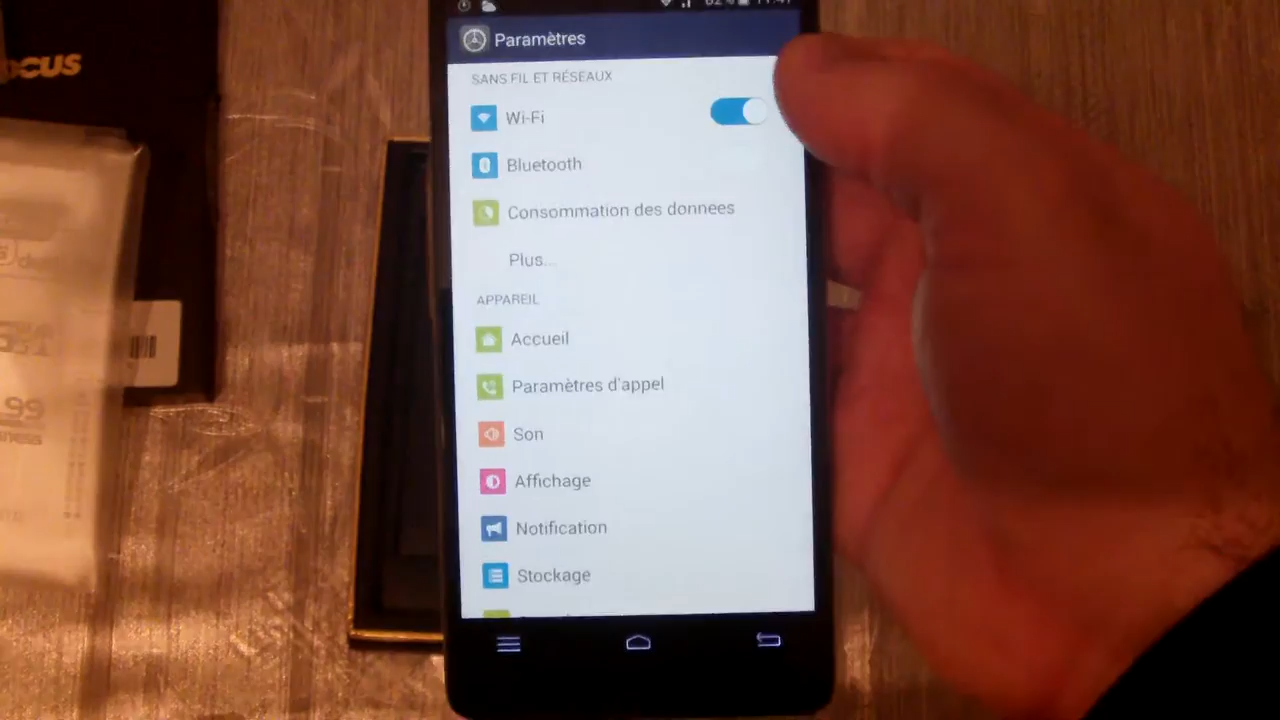 Paramètres
SANS FIL ET RÉSEAUX
Wi-Fi
Bluetooth
Consommation des donnees
Plus...
APPAREIL
Accueil
Paramètres d'appel
Son
Affichage
Notification
Stockage